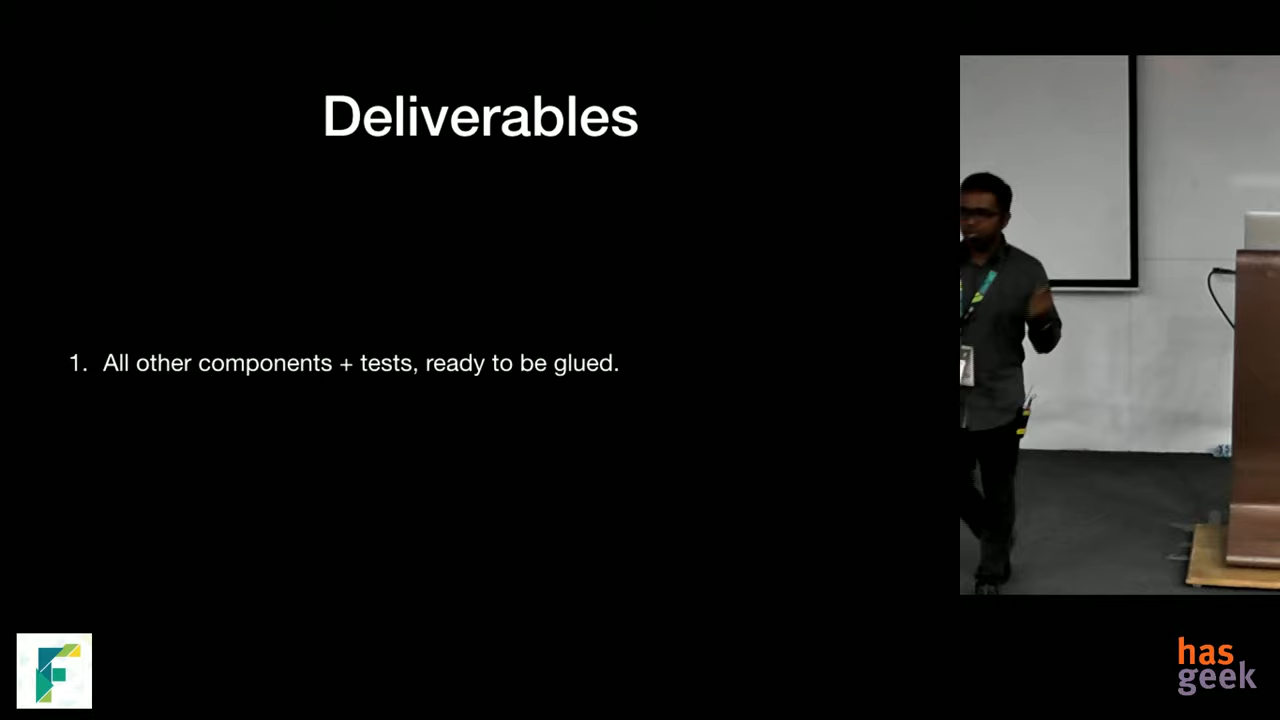 Deliverables
1. All other components + tests, ready to be glued.
F
has
geek